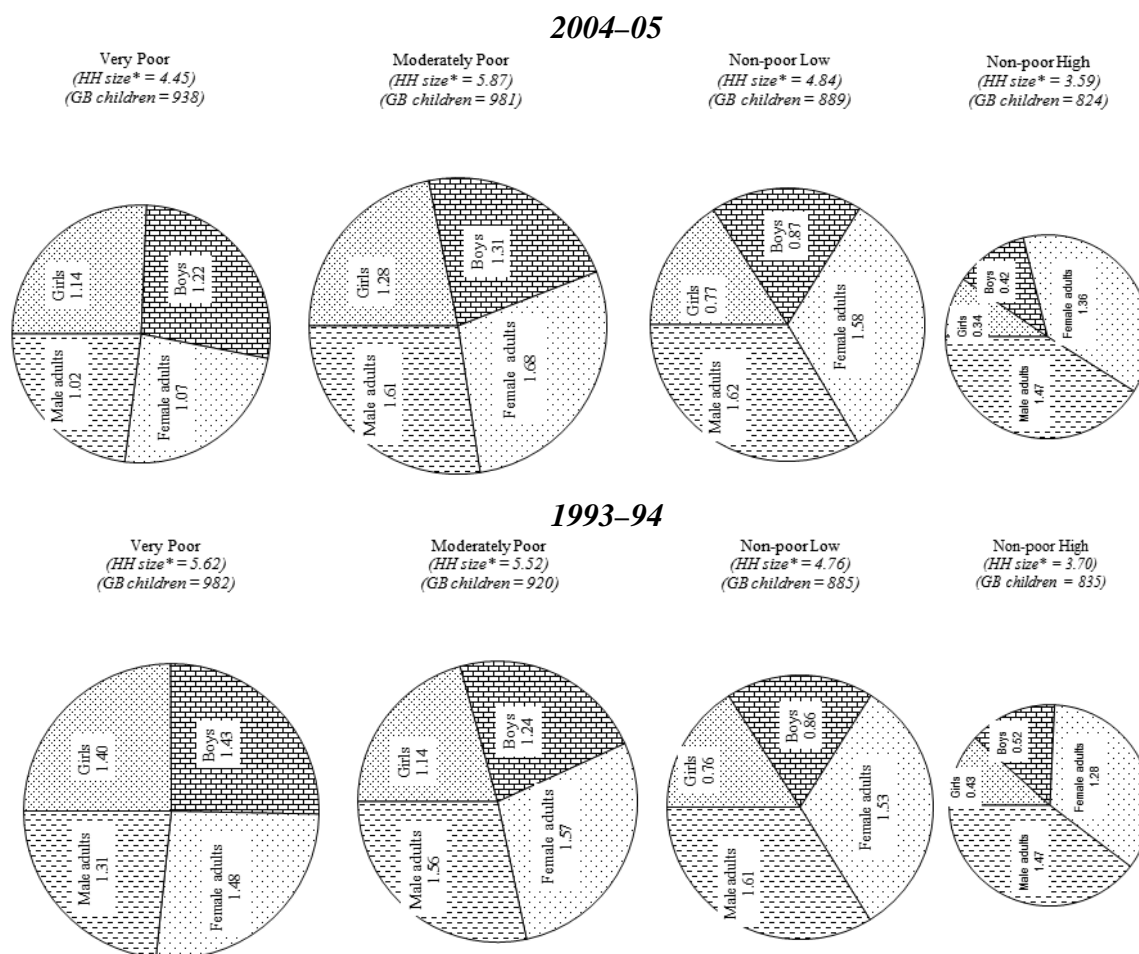 2004–05
Very Poor
(HH size* = 4.45)
(GB children = 938)
Moderately Poor
(HH size* = 5.87)
(GB children = 981)
Non-poor Low
(HH size* = 4.84)
(GB children = 889)
Non-poor High
(HH size* = 3.59)
(GB children = 824)
Girls
1.14
Boys
1.22
Male adults
1.02
Female adults
1.07
Girls
1.28
Boys
1.31
Male adults
1.61
Female adults
1.68
Girls
0.77
Boys
0.87
Male adults
1.62
Female adults
1.58
Girls
0.34
Boys
0.42
Male adults
1.47
Female adults
1.36
1993–94
Very Poor
(HH size* = 5.62)
(GB children = 982)
Moderately Poor
(HH size* = 5.52)
(GB children = 920)
Non-poor Low
(HH size* = 4.76)
(GB children = 885)
Non-poor High
(HH size* = 3.70)
(GB children = 835)
Girls
1.40
Boys
1.43
Male adults
1.31
Female adults
1.48
Girls
1.14
Boys
1.24
Male adults
1.56
Female adults
1.57
Girls
0.76
Boys
0.86
Male adults
1.61
Female adults
1.53
Girls
0.43
Boys
0.52
Male adults
1.47
Female adults
1.28